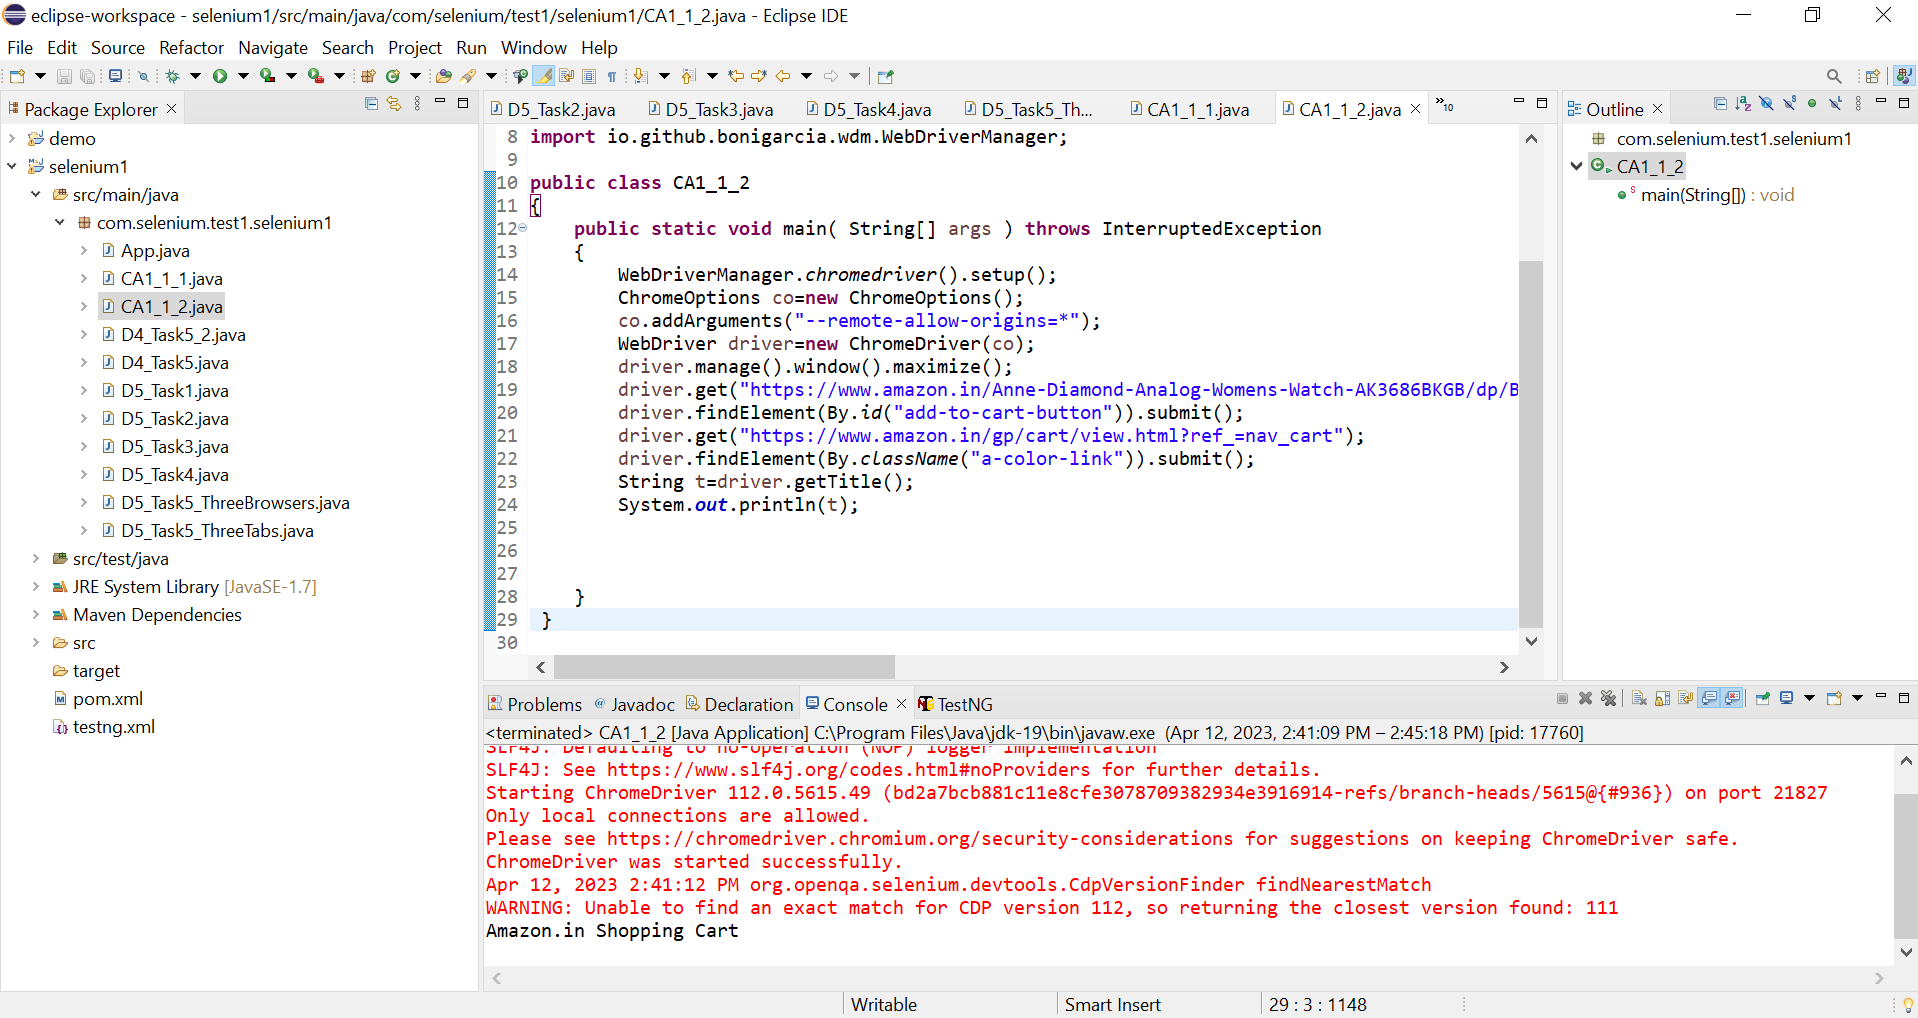 eclipse-workspace - selenium1/src/main/java/com/selenium/test1/selenium1/CA1_1_2.java - Eclipse IDE
File Edit Source Refactor Navigate Search Project Run Window Help
Package Explorer
demo
selenium1
src/main/java
com.selenium.test1.selenium1
App.java
CA1_1_1.java
CA1_1_2.java
D4_Task5_2.java
D4_Task5.java
D5_Task1.java
D5_Task2.java
D5_Task3.java
D5_Task4.java
D5_Task5_ThreeBrowsers.java
D5_Task5_ThreeTabs.java
src/test/java
JRE System Library [JavaSE-1.7]
Maven Dependencies
src
target
pom.xml
testng.xml
D5_Task2.java D5_Task3.java D5_Task4.java D5_Task5_Th... CA1_1_1.java CA1_1_2.java »10
8 import io.github.bonigarcia.wdm.WebDriverManager;
9
10 public class CA1_1_2
11 {
12 public static void main( String[] args ) throws InterruptedException
13 {
14 WebDriverManager.chromedriver().setup();
15 ChromeOptions co=new ChromeOptions();
16 co.addArguments("--remote-allow-origins=*");
17 WebDriver driver=new ChromeDriver(co);
18 driver.manage().window().maximize();
19 driver.get("https://www.amazon.in/Anne-Diamond-Analog-Womens-Watch-AK3686BKGB/dp/B
20 driver.findElement(By.id("add-to-cart-button")).submit();
21 driver.get("https://www.amazon.in/gp/cart/view.html?ref_=nav_cart");
22 driver.findElement(By.className("a-color-link")).submit();
23 String t=driver.getTitle();
24 System.out.println(t);
25
26
27
28 }
29 }
30
Outline
com.selenium.test1.selenium1
CA1_1_2
main(String[]) : void
Problems Javadoc Declaration Console TestNG
<terminated> CA1_1_2 [Java Application] C:\Program Files\Java\jdk-19\bin\javaw.exe (Apr 12, 2023, 2:41:09 PM – 2:45:18 PM) [pid: 17760]
SLF4J: Defaulting to no-operation (NOP) logger implementation
SLF4J: See https://www.slf4j.org/codes.html#noProviders for further details.
Starting ChromeDriver 112.0.5615.49 (bd2a7bcb881c11e8cfe3078709382934e3916914-refs/branch-heads/5615@{#936}) on port 21827
Only local connections are allowed.
Please see https://chromedriver.chromium.org/security-considerations for suggestions on keeping ChromeDriver safe.
ChromeDriver was started successfully.
Apr 12, 2023 2:41:12 PM org.openqa.selenium.devtools.CdpVersionFinder findNearestMatch
WARNING: Unable to find an exact match for CDP version 112, so returning the closest version found: 111
Amazon.in Shopping Cart
Writable Smart Insert 29 : 3 : 1148